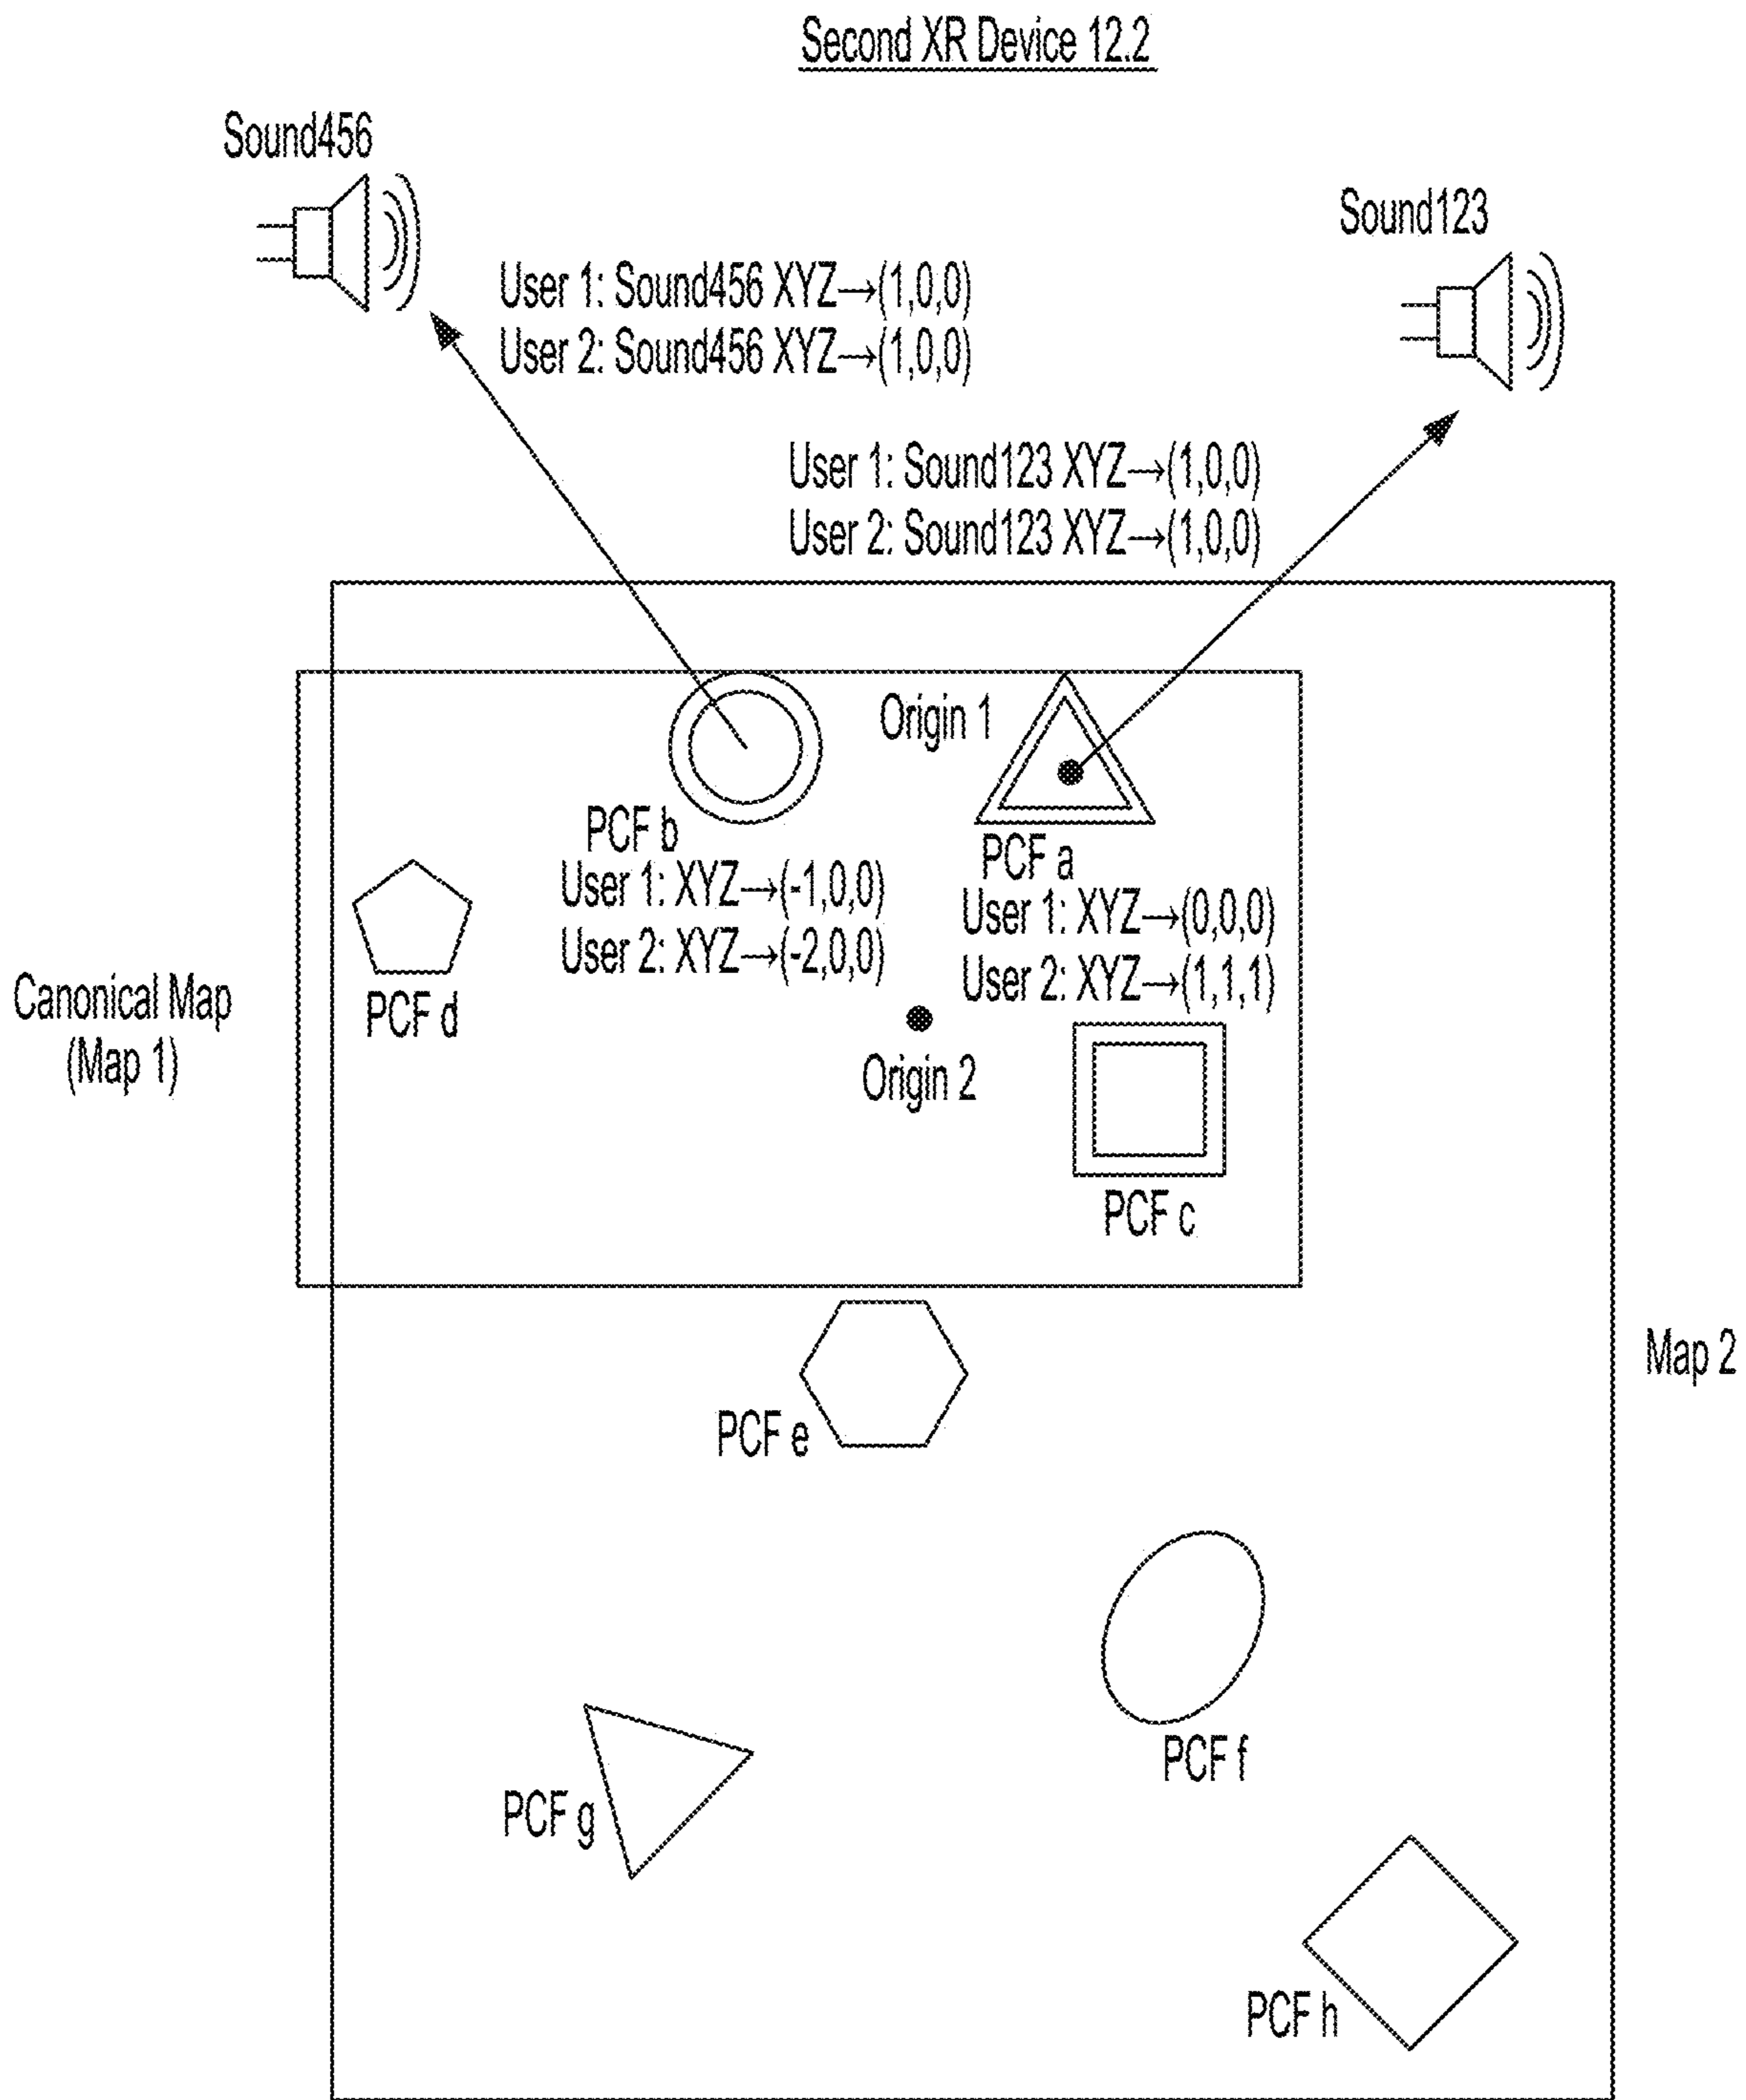 Second XR Device 12.2
Sound456
Sound123
User 1: Sound456 XYZ→(1,0,0)
User 2: Sound456 XYZ→(1,0,0)
User 1: Sound123 XYZ→(1,0,0)
User 2: Sound123 XYZ→(1,0,0)
Origin 1
PCF b
User 1: XYZ→(-1,0,0)
User 2: XYZ→(-2,0,0)
PCF a
User 1: XYZ→(0,0,0)
User 2: XYZ→(1,1,1)
PCF d
Canonical Map
(Map 1)
Origin 2
PCF c
Map 2
PCF e
PCF f
PCF g
PCF h